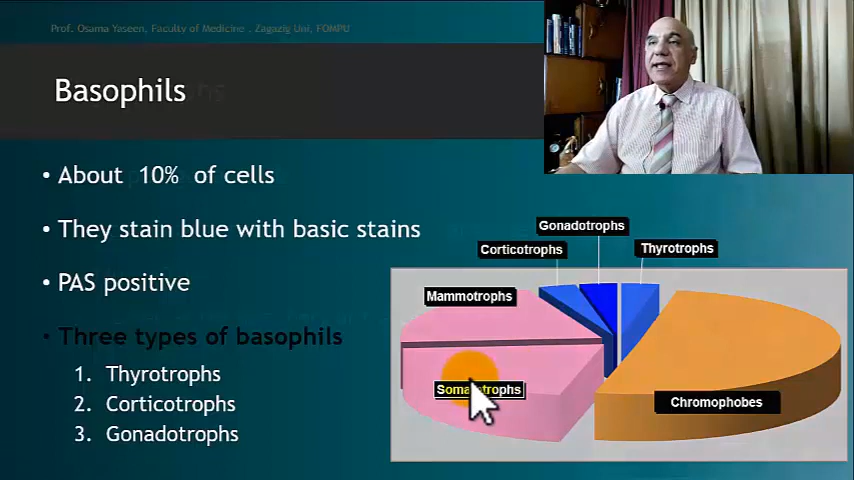 Prof. Osama Yaseen, Faculty of Medicine . Zagazig Uni, FOMPU
Basophils
• About 10% of cells
• They stain blue with basic stains
• PAS positive
• Three types of basophils
1. Thyrotrophs
2. Corticotrophs
3. Gonadotrophs
Gonadotrophs
Corticotrophs
Thyrotrophs
Mammotrophs
Somatotrophs
Chromophobes